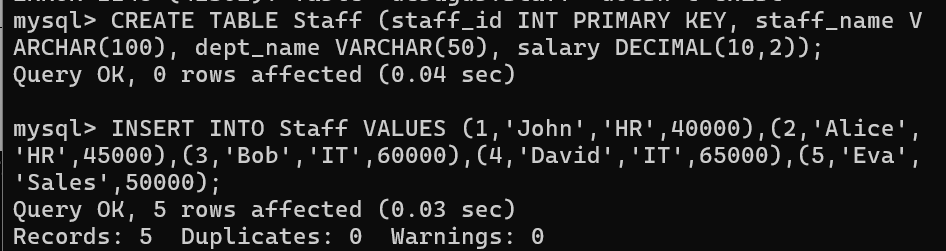 mysql> CREATE TABLE Staff (staff_id INT PRIMARY KEY, staff_name V
ARCHAR(100), dept_name VARCHAR(50), salary DECIMAL(10,2));
Query OK, 0 rows affected (0.04 sec)
mysql> INSERT INTO Staff VALUES (1,'John','HR',40000),(2,'Alice',
'HR',45000),(3,'Bob','IT',60000),(4,'David','IT',65000),(5,'Eva',
'Sales',50000);
Query OK, 5 rows affected (0.03 sec)
Records: 5  Duplicates: 0  Warnings: 0